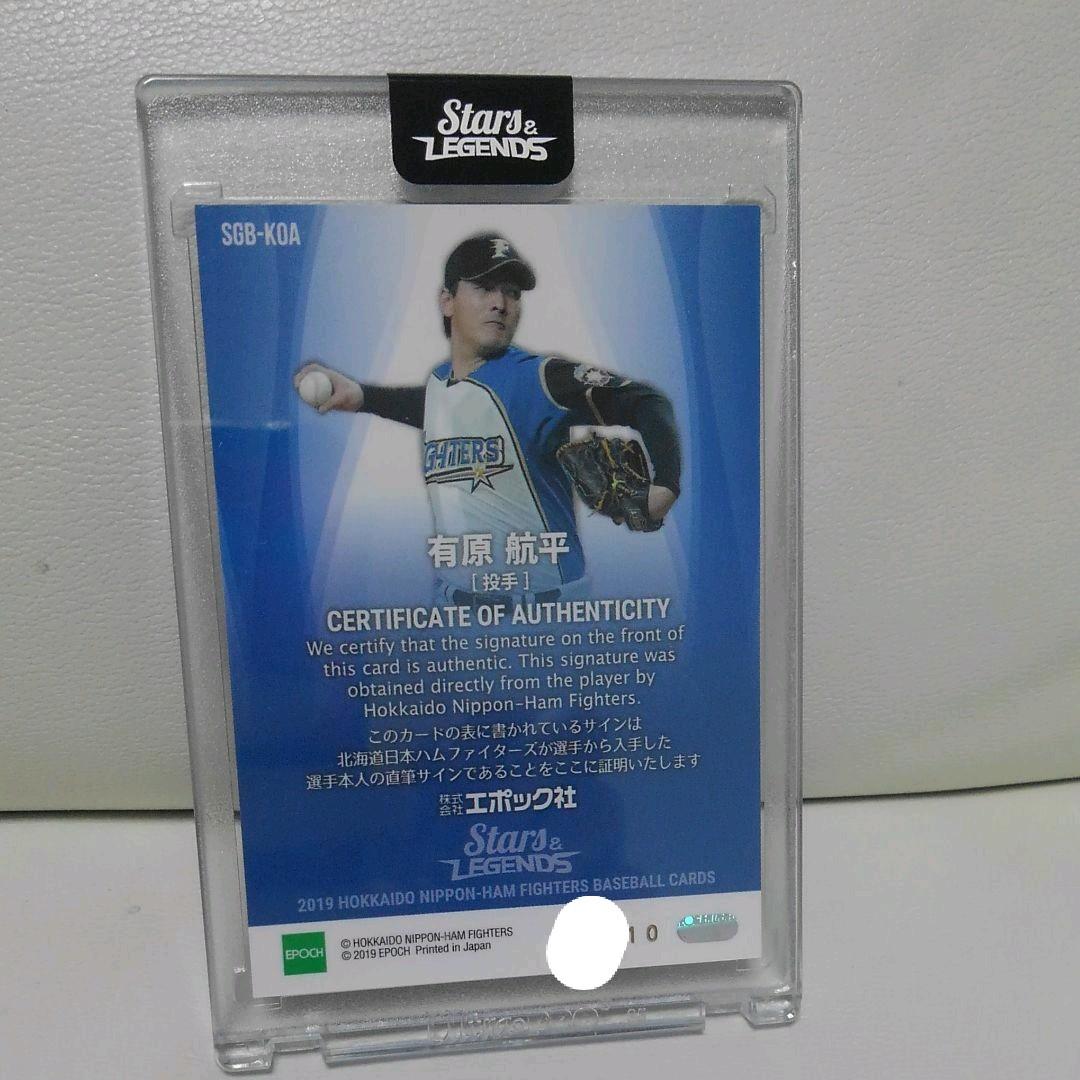 Stars &
LEGENDS
SGB-KOA
F
FIGHTERS
有原 航平
[ 投手 ]
CERTIFICATE OF AUTHENTICITY
We certify that the signature on the front of
this card is authentic. This signature was
obtained directly from the player by
Hokkaido Nippon-Ham Fighters.
このカードの表に書かれているサインは
北海道日本ハムファイターズが選手から入手した
選手本人の直筆サインであることをここに証明いたします
株式会社エポック社
Stars &
LEGENDS
2019 HOKKAIDO NIPPON-HAM FIGHTERS BASEBALL CARDS
EPOCH
© HOKKAIDO NIPPON-HAM FIGHTERS
© 2019 EPOCH Printed in Japan
10